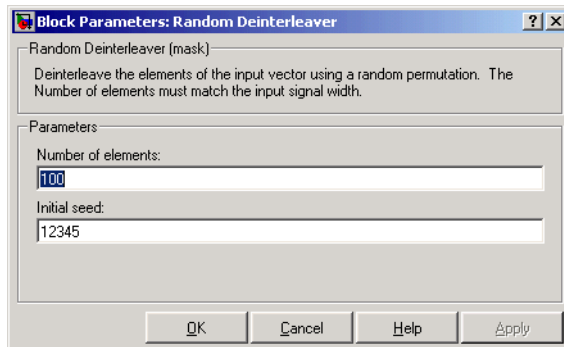 Block Parameters: Random Deinterleaver
Random Deinterleaver (mask)
Deinterleave the elements of the input vector using a random permutation. The
Number of elements must match the input signal width.
Parameters
Number of elements:
100
Initial seed:
12345
OK Cancel Help Apply